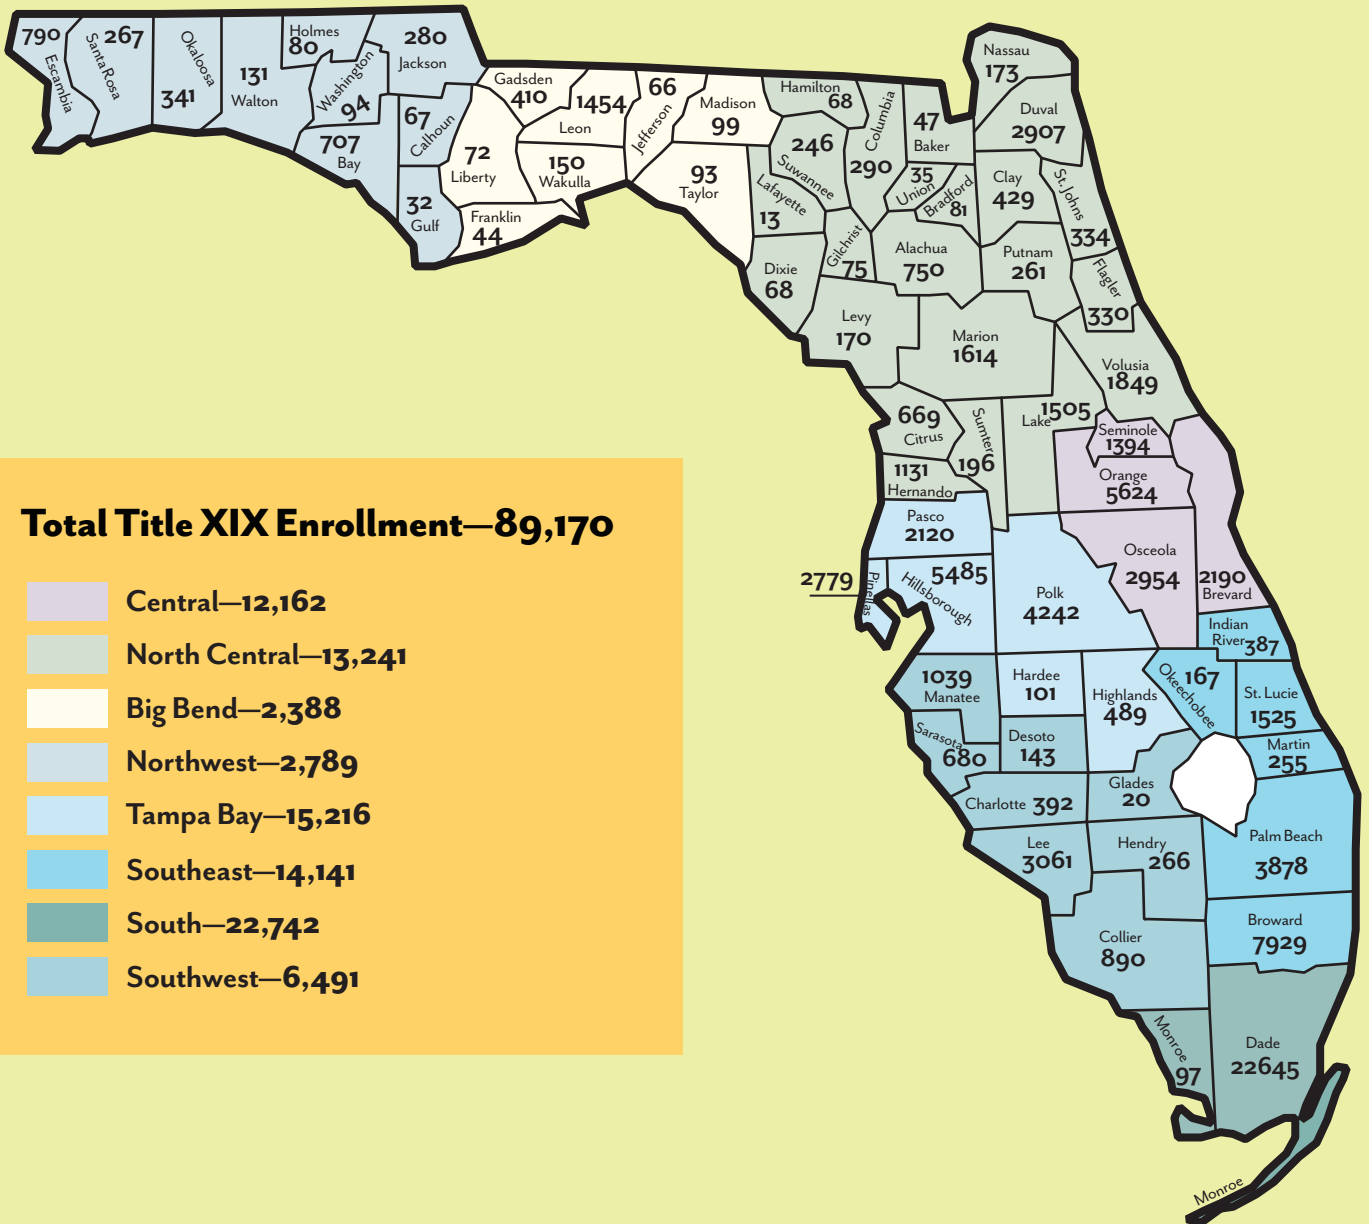 790
Escambia
Santa Rosa
267
Okaloosa
341
131
Walton
Holmes
80
Washington
94
280
Jackson
707
Bay
67
Calhoun
32
Gulf
Gadsden
410
72
Liberty
Franklin
44
1454
Leon
150
Wakulla
66
Jefferson
Madison
99
93
Taylor
Hamilton
68
246
Suwannee
Lafayette
13
Dixie
68
Columbia
290
Gilchrist
75
47
Baker
35
Union
Bradford
81
Alachua
750
Nassau
173
Duval
2907
Clay
429
St. Johns
334
Putnam
261
Flagler
330
Levy
170
Marion
1614
Volusia
1849
669
Citrus
Sumter
196
Lake
1505
Seminole
1394
Orange
5624
1131
Hernando
Pasco
2120
2779
Pinellas
Hillsborough
5485
Polk
4242
Osceola
2954
2190
Brevard
Indian
River
387
1039
Manatee
Hardee
101
Highlands
489
167
Okeechobee
St. Lucie
1525
Sarasota
680
Desoto
143
Martin
255
Charlotte 392
Glades
20
Palm Beach
3878
Lee
3061
Hendry
266
Broward
7929
Collier
890
Monroe
97
Dade
22645
Monroe
Total Title XIX Enrollment—89,170
Central—12,162
North Central—13,241
Big Bend—2,388
Northwest—2,789
Tampa Bay—15,216
Southeast—14,141
South—22,742
Southwest—6,491